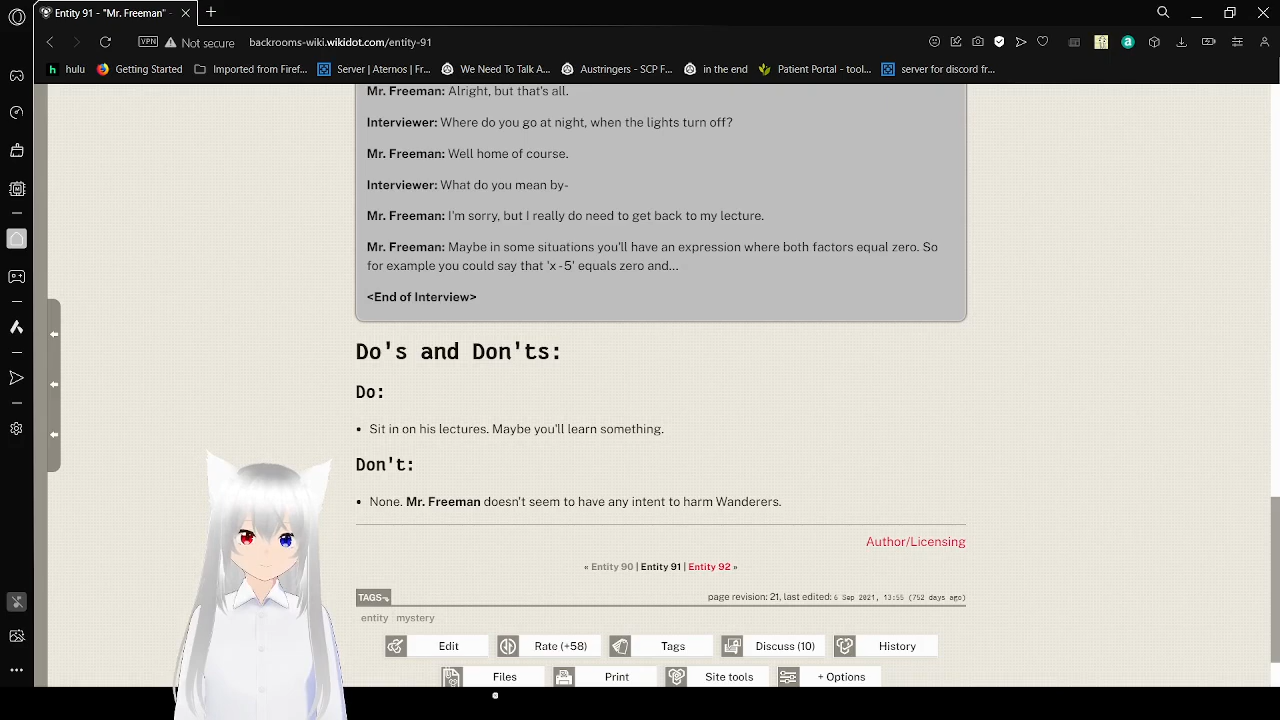 Entity 91 - "Mr. Freeman" -
VPN
Not secure
backrooms-wiki.wikidot.com/entity-91
hulu
Getting Started
Imported from Firef...
Server | Aternos | Fr...
We Need To Talk A...
Austringers - SCP F...
in the end
Patient Portal - tool...
server for discord fr...
Mr. Freeman: Alright, but that's all.
Interviewer: Where do you go at night, when the lights turn off?
Mr. Freeman: Well home of course.
Interviewer: What do you mean by-
Mr. Freeman: I'm sorry, but I really do need to get back to my lecture.
Mr. Freeman: Maybe in some situations you'll have an expression where both factors equal zero. So
for example you could say that 'x - 5' equals zero and...
<End of Interview>
Do's and Don'ts:
Do:
• Sit in on his lectures. Maybe you'll learn something.
Don't:
• None. Mr. Freeman doesn't seem to have any intent to harm Wanderers.
Author/Licensing
« Entity 90 | Entity 91 | Entity 92 »
TAGS
page revision: 21, last edited: 6 Sep 2021, 13:55 (752 days ago)
entity mystery
Edit
Rate (+58)
Tags
Discuss (10)
History
Files
Print
Site tools
+ Options